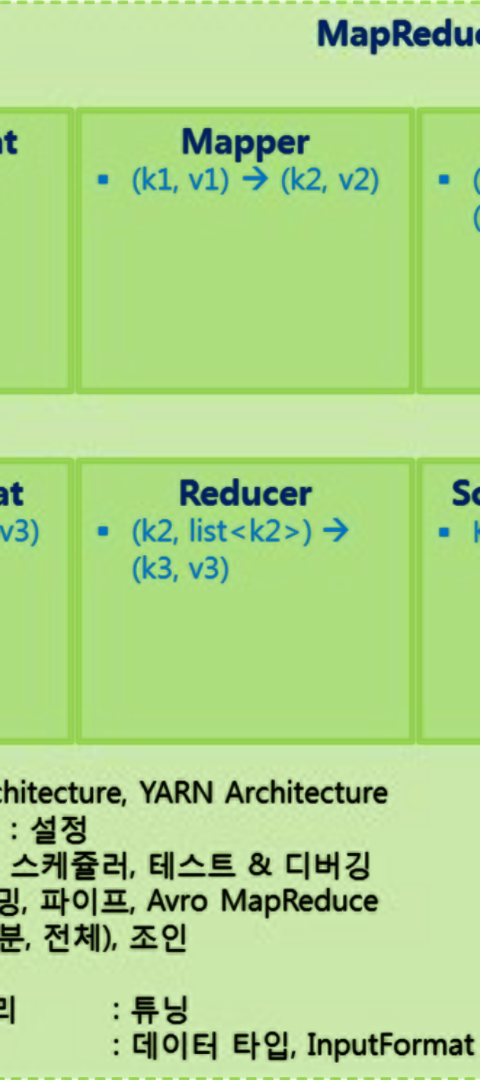 MapReduc
at
Mapper
▪ (k1, v1) → (k2, v2)
▪ (
(
at
v3)
Reducer
▪ (k2, list<k2>) →
(k3, v3)
So
▪ K
chitecture, YARN Architecture
: 설정
스케쥴러, 테스트 & 디버깅
밍, 파이프, Avro MapReduce
분, 전체), 조인
리 : 튜닝
: 데이터 타입, InputFormat